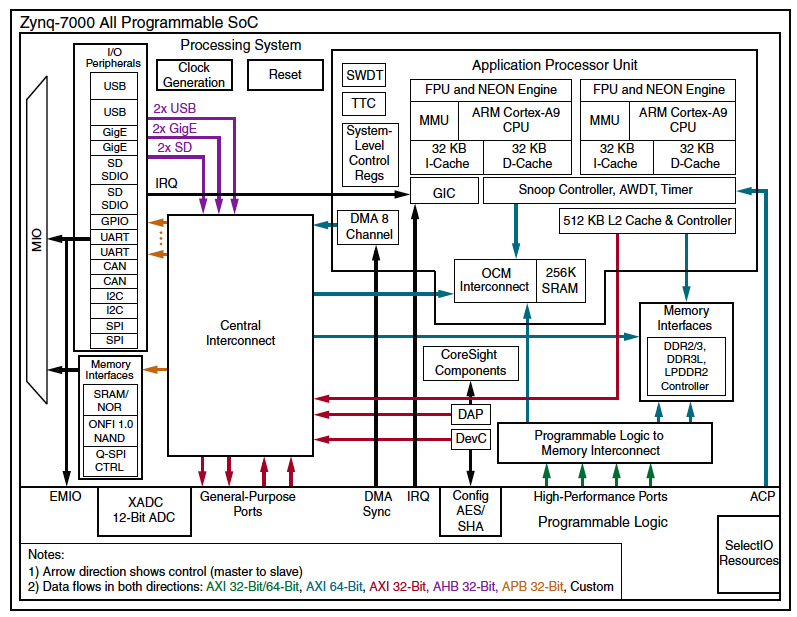 Zynq-7000 All Programmable SoC
Processing System
I/O
Peripherals
USB
USB
GigE
GigE
SD
SDIO
SD
SDIO
GPIO
UART
UART
CAN
CAN
I2C
I2C
SPI
SPI
MIO
Memory
Interfaces
SRAM/
NOR
ONFI 1.0
NAND
Q-SPI
CTRL
Clock
Generation
Reset
2x USB
2x GigE
2x SD
IRQ
Central
Interconnect
Application Processor Unit
SWDT
TTC
System-
Level
Control
Regs
FPU and NEON Engine
MMU
ARM Cortex-A9
CPU
32 KB
I-Cache
32 KB
D-Cache
FPU and NEON Engine
MMU
ARM Cortex-A9
CPU
32 KB
I-Cache
32 KB
D-Cache
GIC
Snoop Controller, AWDT, Timer
DMA 8
Channel
512 KB L2 Cache & Controller
OCM
Interconnect
256K
SRAM
Memory
Interfaces
DDR2/3,
DDR3L,
LPDDR2
Controller
CoreSight
Components
DAP
DevC
Programmable Logic to
Memory Interconnect
EMIO
XADC
12-Bit ADC
General-Purpose
Ports
DMA
Sync
IRQ
Config
AES/
SHA
High-Performance Ports
ACP
Programmable Logic
SelectIO
Resources
Notes:
1) Arrow direction shows control (master to slave)
2) Data flows in both directions: AXI 32-Bit/64-Bit, AXI 64-Bit, AXI 32-Bit, AHB 32-Bit, APB 32-Bit, Custom